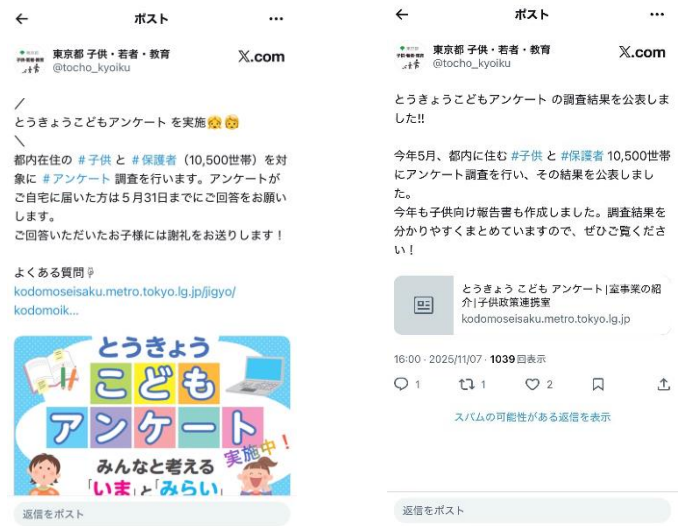 ポスト
東京都 子供・若者・教育
@tocho_kyoiku
X.com
／
とうきょうこどもアンケート を実施👧👦
＼
都内在住の #子供 と #保護者（10,500世帯）を対
象に #アンケート 調査を行います。アンケートが
ご自宅に届いた方は５月31日までにご回答をお願い
します。
ご回答いただいたお子様には謝礼をお送りします！
よくある質問☟
kodomoseisaku.metro.tokyo.lg.jp/jigyo/
kodomoik...
とうきょう
こども
アンケート
実施中！
みんなと考える
「いま」と「みらい」
返信をポスト
ポスト
東京都 子供・若者・教育
@tocho_kyoiku
X.com
とうきょうこどもアンケート の調査結果を公表しま
した!!
今年5月、都内に住む #子供 と #保護者 10,500世帯
にアンケート調査を行い、その結果を公表しまし
た。
今年も子供向け報告書も作成しました。調査結果を
分かりやすくまとめていますので、ぜひご覧くださ
い！
とうきょう こども アンケート|室事業の紹
介|子供政策連携室
kodomoseisaku.metro.tokyo.lg.jp
16:00 · 2025/11/07 · 1039回表示
1
1
2
スパムの可能性がある返信を表示
返信をポスト